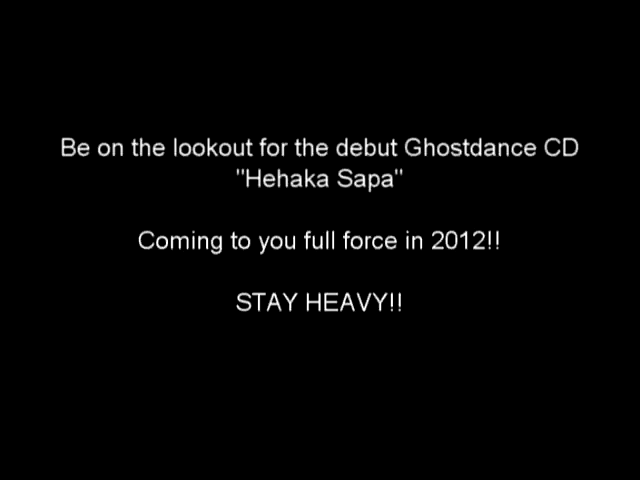 Be on the lookout for the debut Ghostdance CD
"Hehaka Sapa"
Coming to you full force in 2012!!
STAY HEAVY!!